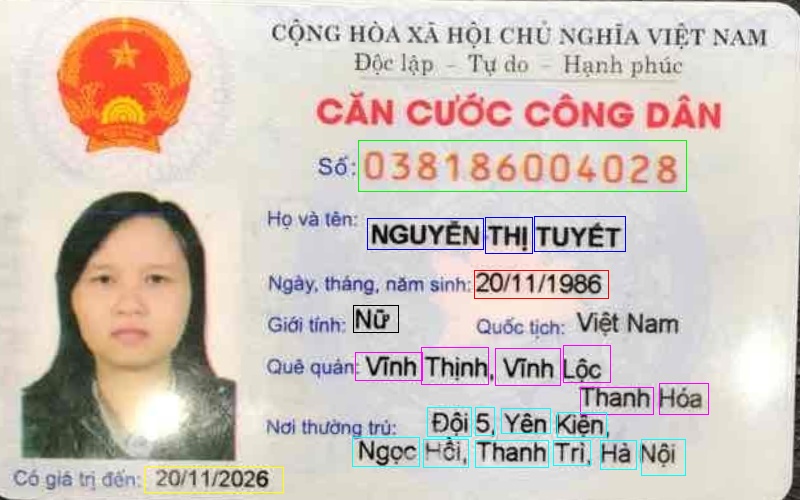 CỘNG HÒA XÃ HỘI CHỦ NGHĨA VIỆT NAM
Độc lập - Tự do - Hạnh phúc
CĂN CƯỚC CÔNG DÂN
Số: 038186004028
Họ và tên: NGUYỄN THỊ TUYẾT
Ngày, tháng, năm sinh: 20/11/1986
Giới tính: Nữ Quốc tịch: Việt Nam
Quê quán: Vĩnh Thịnh, Vĩnh Lộc
Thanh Hóa
Nơi thường trú: Đội 5, Yên Kiện,
Ngọc Hồi, Thanh Trì, Hà Nội
Có giá trị đến: 20/11/2026